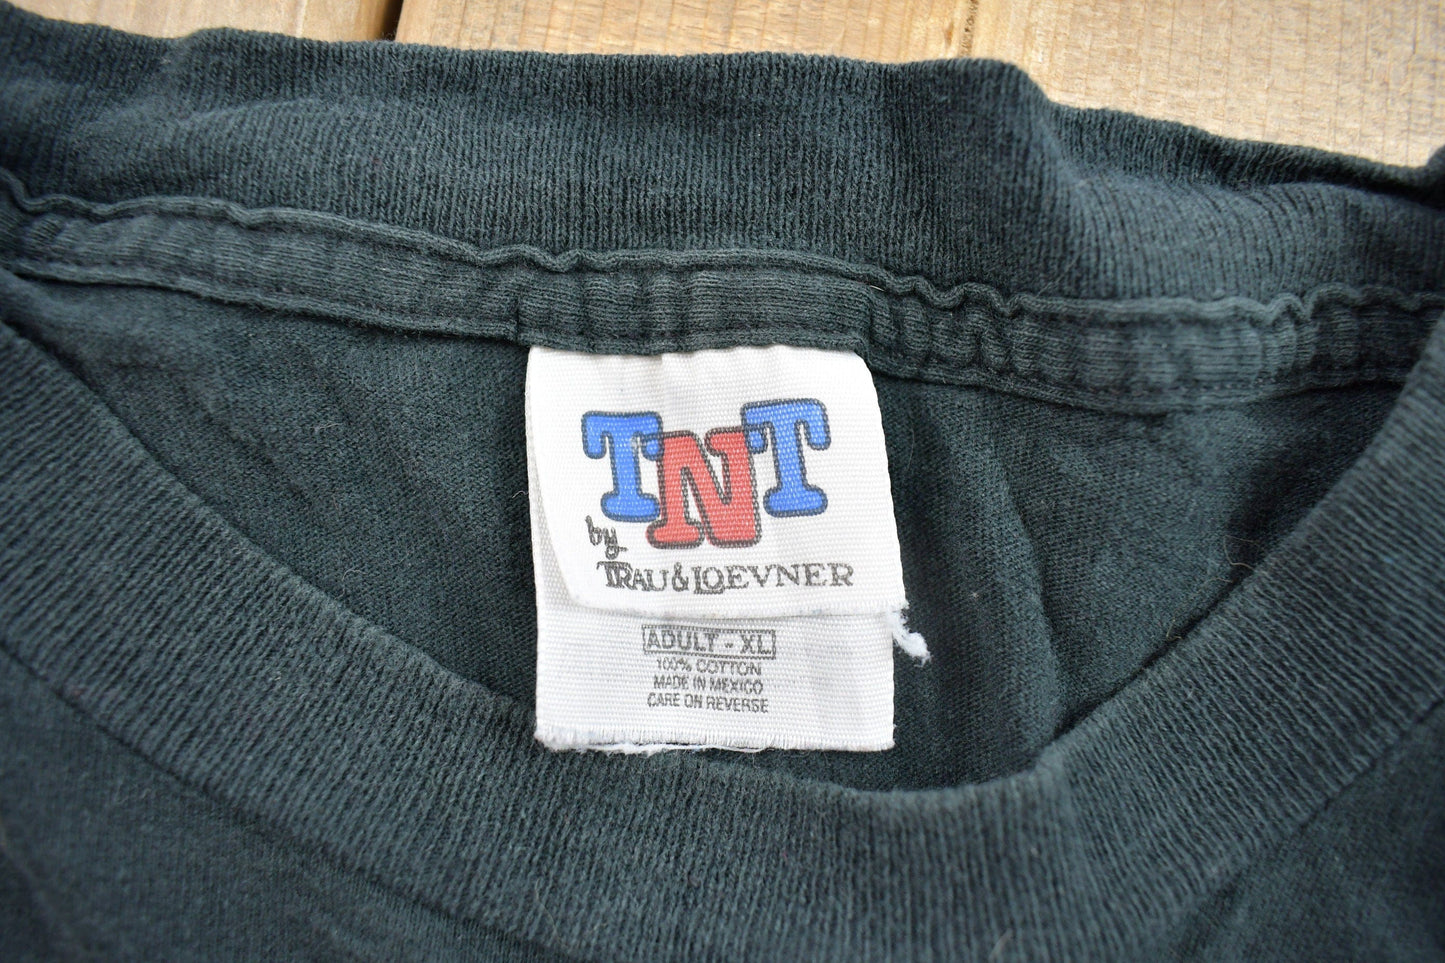 TNT
by
TRAU & LOEVNER
ADULT - XL
100% COTTON
MADE IN MEXICO
CARE ON REVERSE